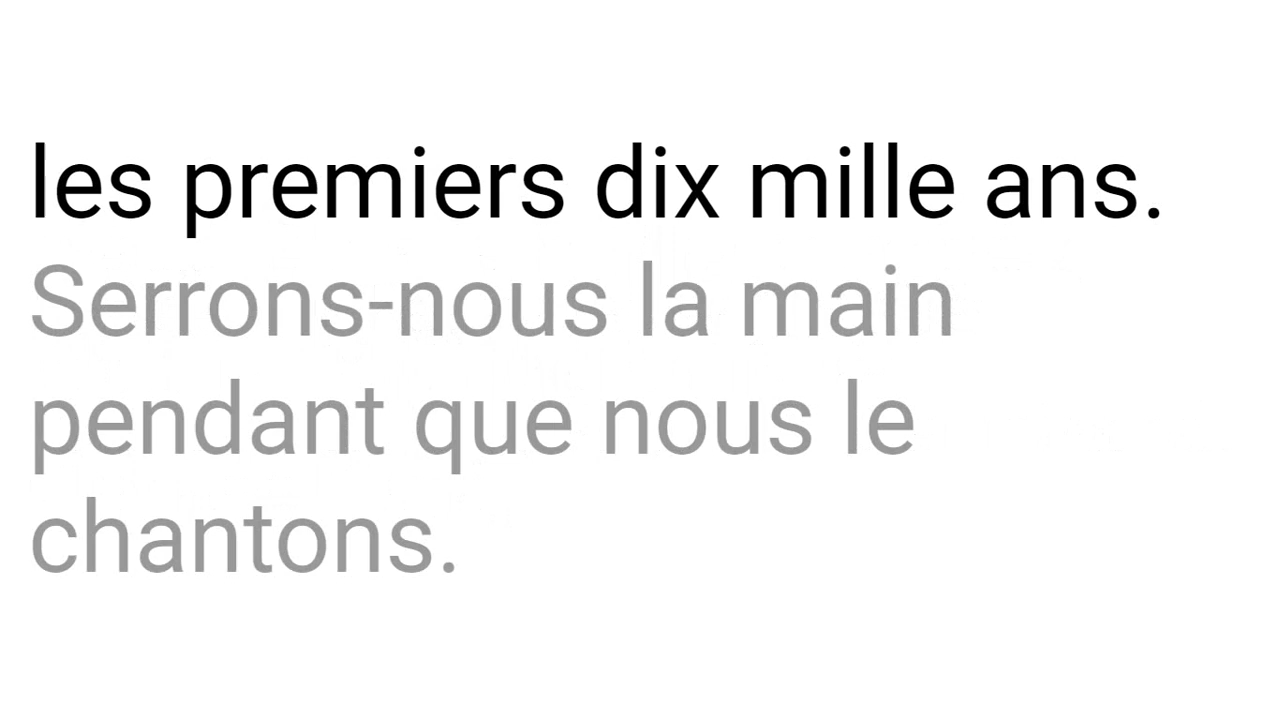 les premiers dix mille ans.
Serrons-nous la main
pendant que nous le
chantons.